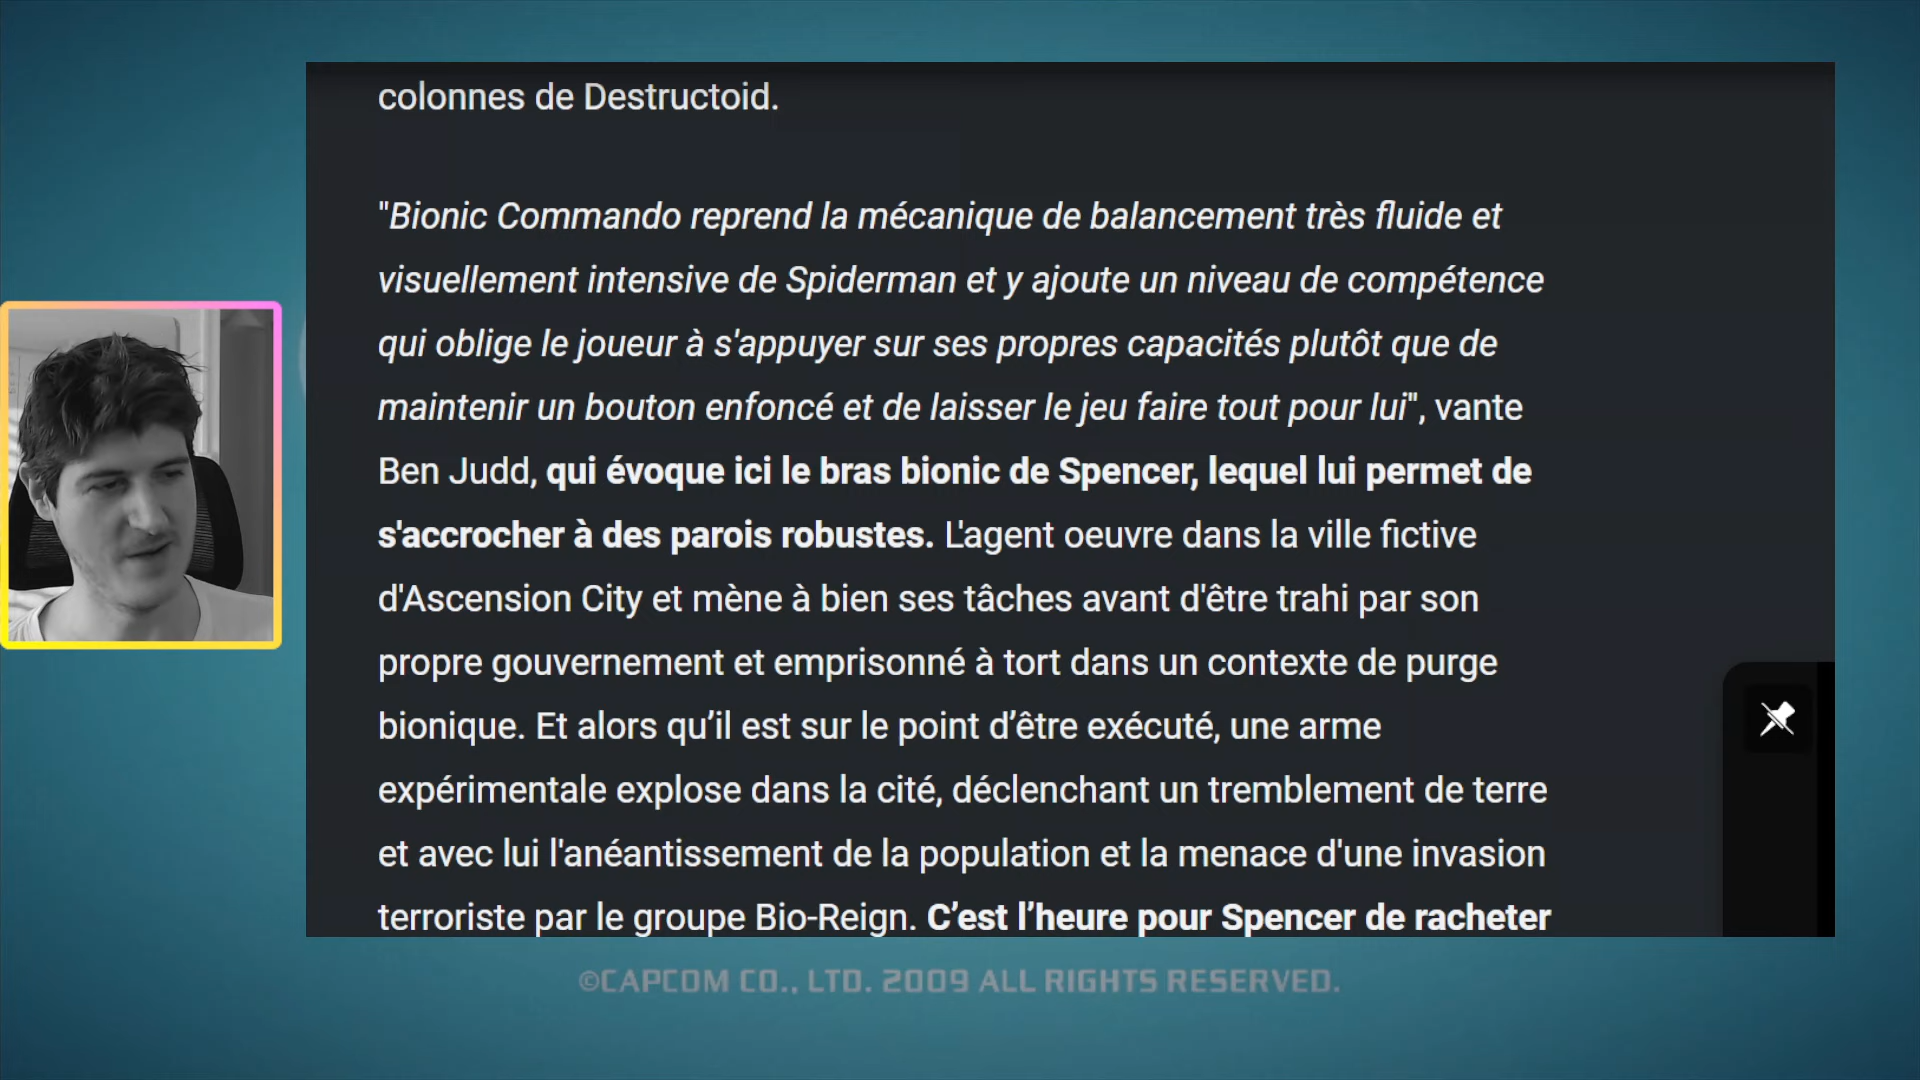 colonnes de Destructoid.
"Bionic Commando reprend la mécanique de balancement très fluide et
visuellement intensive de Spiderman et y ajoute un niveau de compétence
qui oblige le joueur à s'appuyer sur ses propres capacités plutôt que de
maintenir un bouton enfoncé et de laisser le jeu faire tout pour lui", vante
Ben Judd, qui évoque ici le bras bionic de Spencer, lequel lui permet de
s'accrocher à des parois robustes. L'agent oeuvre dans la ville fictive
d'Ascension City et mène à bien ses tâches avant d'être trahi par son
propre gouvernement et emprisonné à tort dans un contexte de purge
bionique. Et alors qu’il est sur le point d’être exécuté, une arme
expérimentale explose dans la cité, déclenchant un tremblement de terre
et avec lui l'anéantissement de la population et la menace d'une invasion
terroriste par le groupe Bio-Reign. C’est l’heure pour Spencer de racheter
©CAPCOM CO., LTD. 2009 ALL RIGHTS RESERVED.